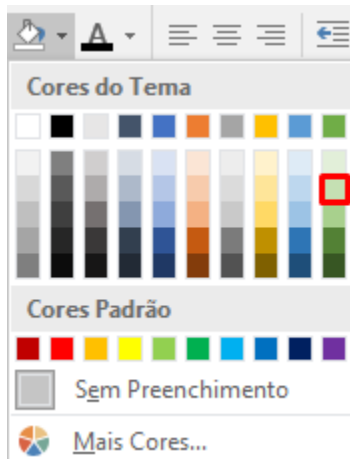 A
Cores do Tema
Cores Padrão
Sem Preenchimento
Mais Cores...